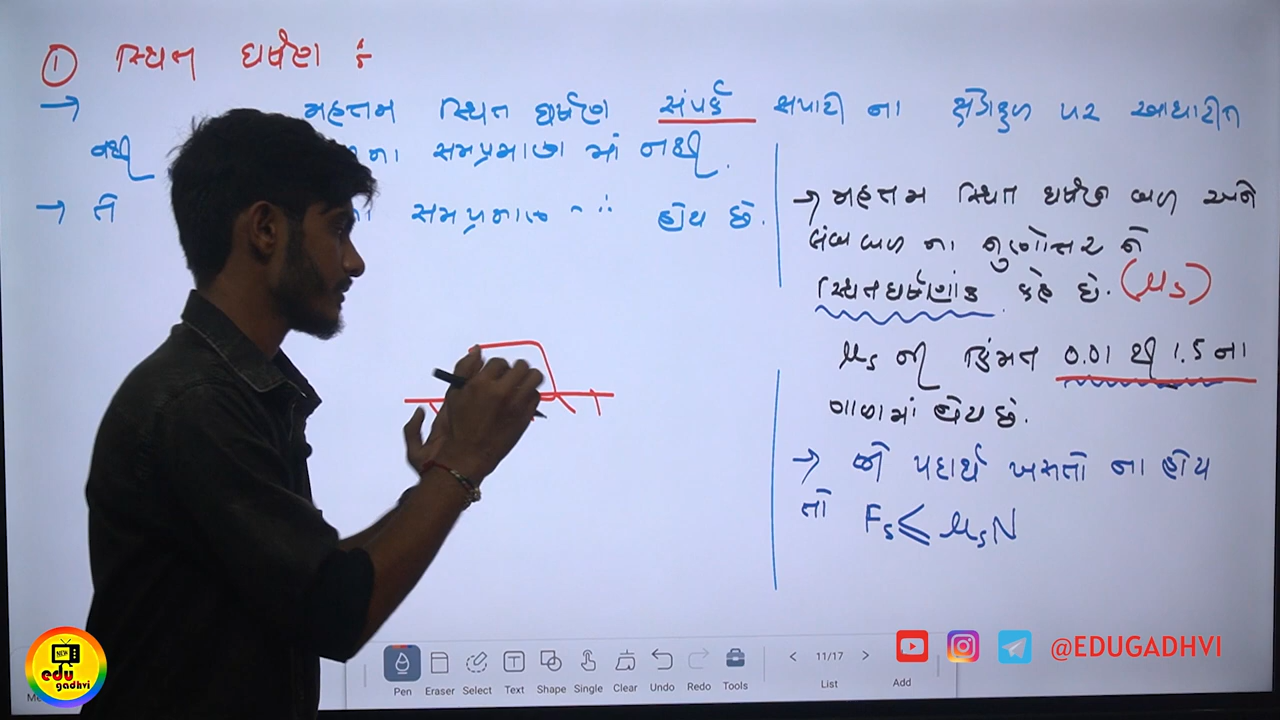 ① સ્થિત ઘર્ષણ :
→ મહત્તમ સ્થિત ઘર્ષણ સંપર્ક સપાટી ના ક્ષેત્રફળ પર આધારીત
નથી ના સમપ્રમાણ માં નથી.
→ તે સમપ્રમાણ હોય છે.
→ મહત્તમ સ્થિત ઘર્ષણ બળ અને
લંબબળ ના ગુણોત્તર ને
સ્થિતઘર્ષણાંક કહે છે. (μs)
μs ની કિંમત 0.01 થી 1.5 ના
ગાળામાં હોય છે.
→ જો પદાર્થ ખસતો ના હોય
તો Fs ≤ μsN
Pen Eraser Select Text Shape Single Clear Undo Redo Tools
< 11/17 >
List
Add
@EDUGADHVI
NEW
edu
gadhvi